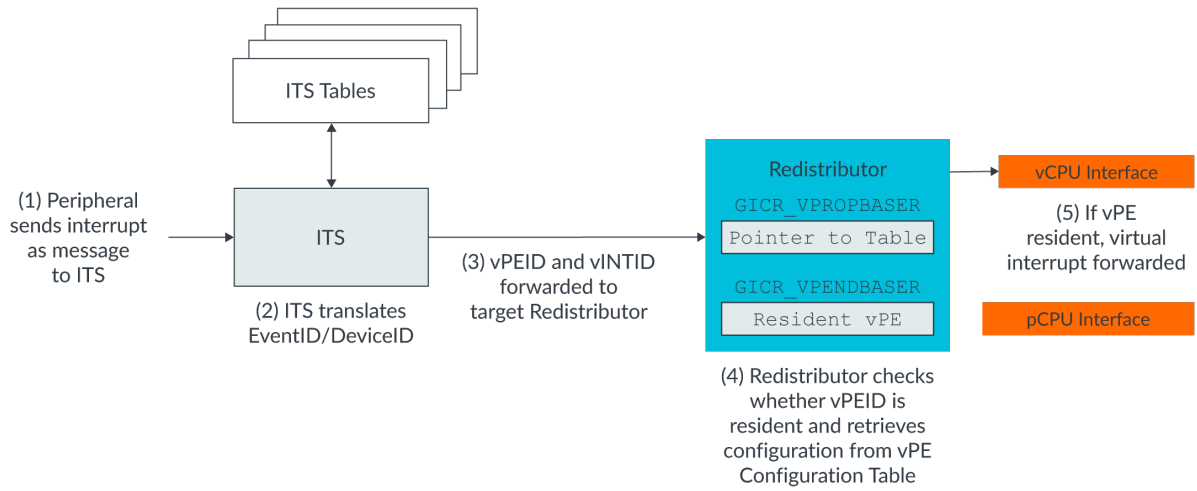 ITS Tables
(1) Peripheral
sends interrupt
as message
to ITS
ITS
(2) ITS translates
EventID/DeviceID
(3) vPEID and vINTID
forwarded to
target Redistributor
Redistributor
GICR_VPROPBASER
Pointer to Table
GICR_VPENDBASER
Resident vPE
(4) Redistributor checks
whether vPEID is
resident and retrieves
configuration from vPE
Configuration Table
vCPU Interface
(5) If vPE
resident, virtual
interrupt forwarded
pCPU Interface